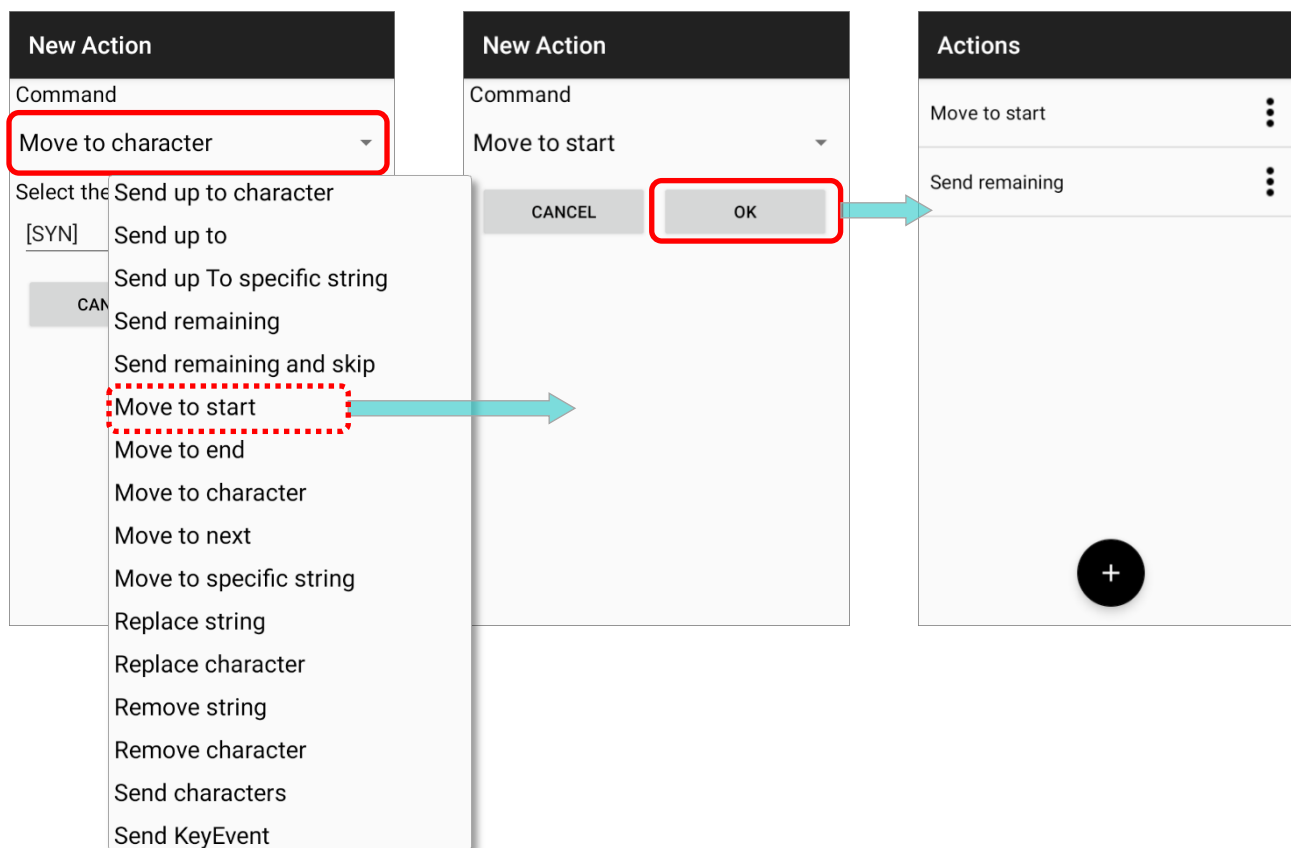 New Action
Command
Move to character
Select the
[SYN]
CAN
Send up to character
Send up to
Send up To specific string
Send remaining
Send remaining and skip
Move to start
Move to end
Move to character
Move to next
Move to specific string
Replace string
Replace character
Remove string
Remove character
Send characters
Send KeyEvent
New Action
Command
Move to start
CANCEL
OK
Actions
Move to start
Send remaining
+